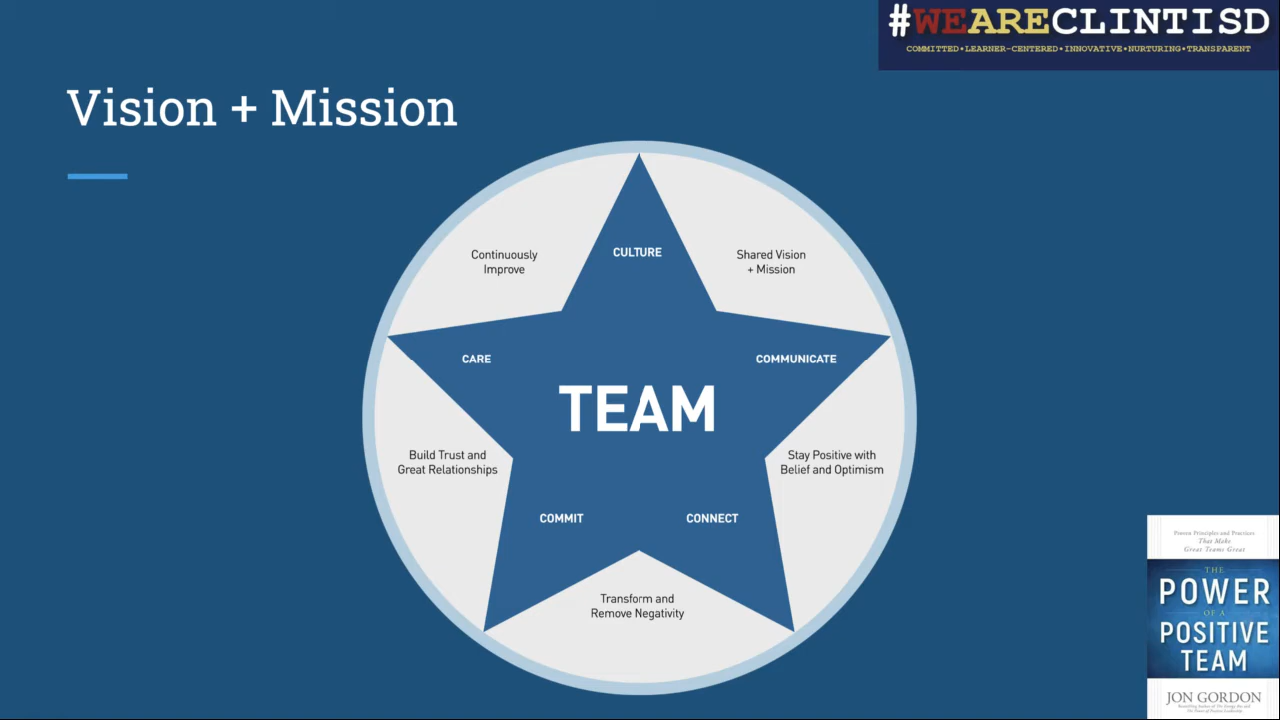 #WEARECLINTISD
COMMITTED•LEARNER-CENTERED•INNOVATIVE•NURTURING•TRANSPARENT
Vision + Mission
CULTURE
Continuously
Improve
Shared Vision
+ Mission
CARE
COMMUNICATE
TEAM
Build Trust and
Great Relationships
Stay Positive with
Belief and Optimism
COMMIT
CONNECT
Transform and
Remove Negativity
Proven Principles and Practices
That Make
Great Teams Great
THE
POWER
OF A
POSITIVE
TEAM
JON GORDON